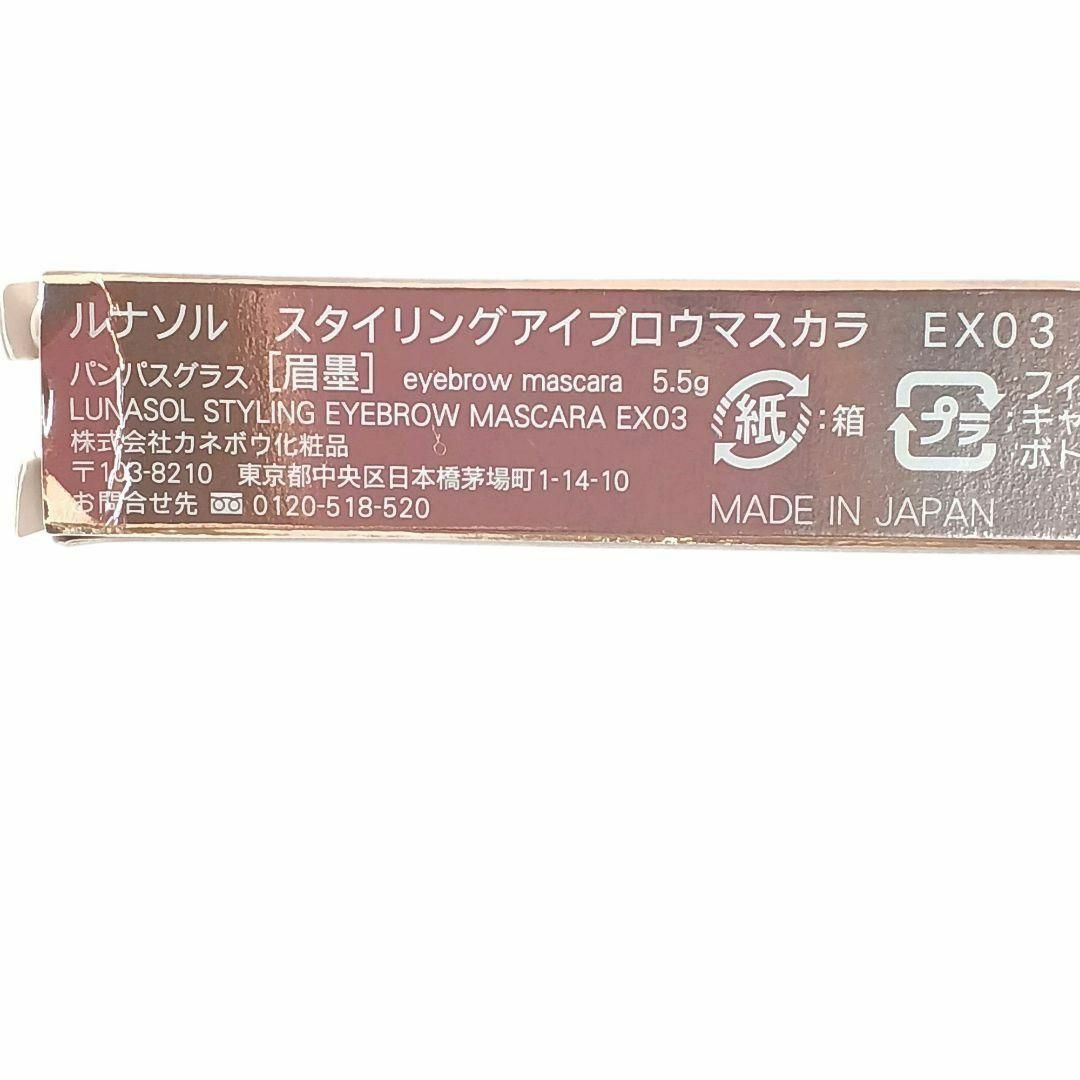 ルナソル スタイリングアイブロウマスカラ EX03
パンパスグラス [眉墨] eyebrow mascara 5.5g
LUNASOL STYLING EYEBROW MASCARA EX03
株式会社カネボウ化粧品
〒103-8210 東京都中央区日本橋茅場町1-14-10
お問合せ先 0120-518-520
紙:箱
プラ:
フィ
キャ
ボト
MADE IN JAPAN